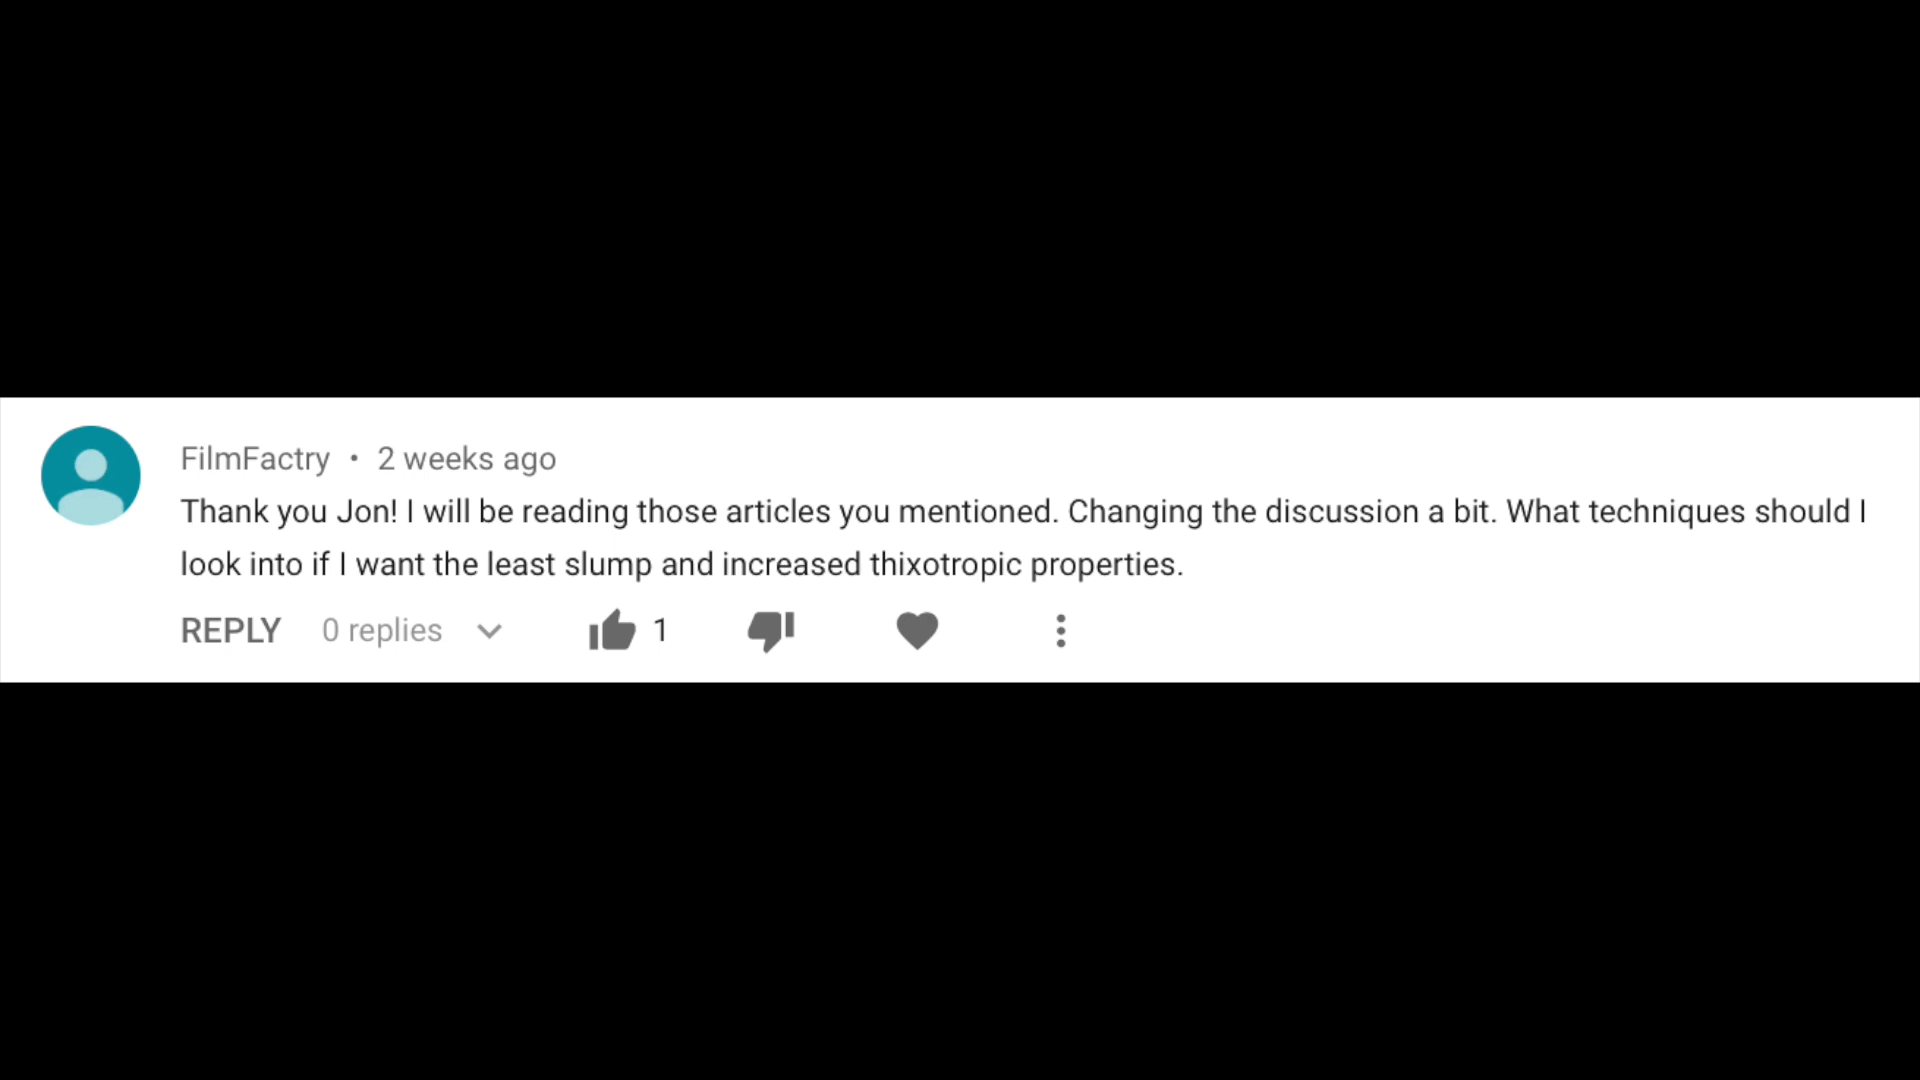 FilmFactry • 2 weeks ago
Thank you Jon! I will be reading those articles you mentioned. Changing the discussion a bit. What techniques should I
look into if I want the least slump and increased thixotropic properties.
REPLY 0 replies 1